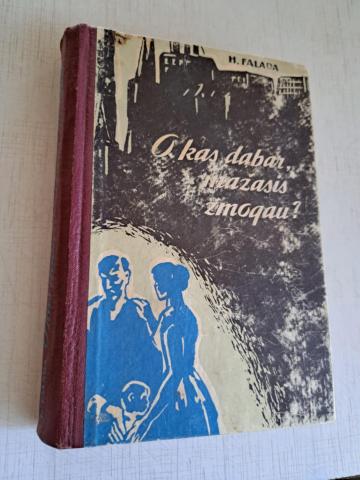 H. FALADA
O kas dabar,
mažasis
žmogau?